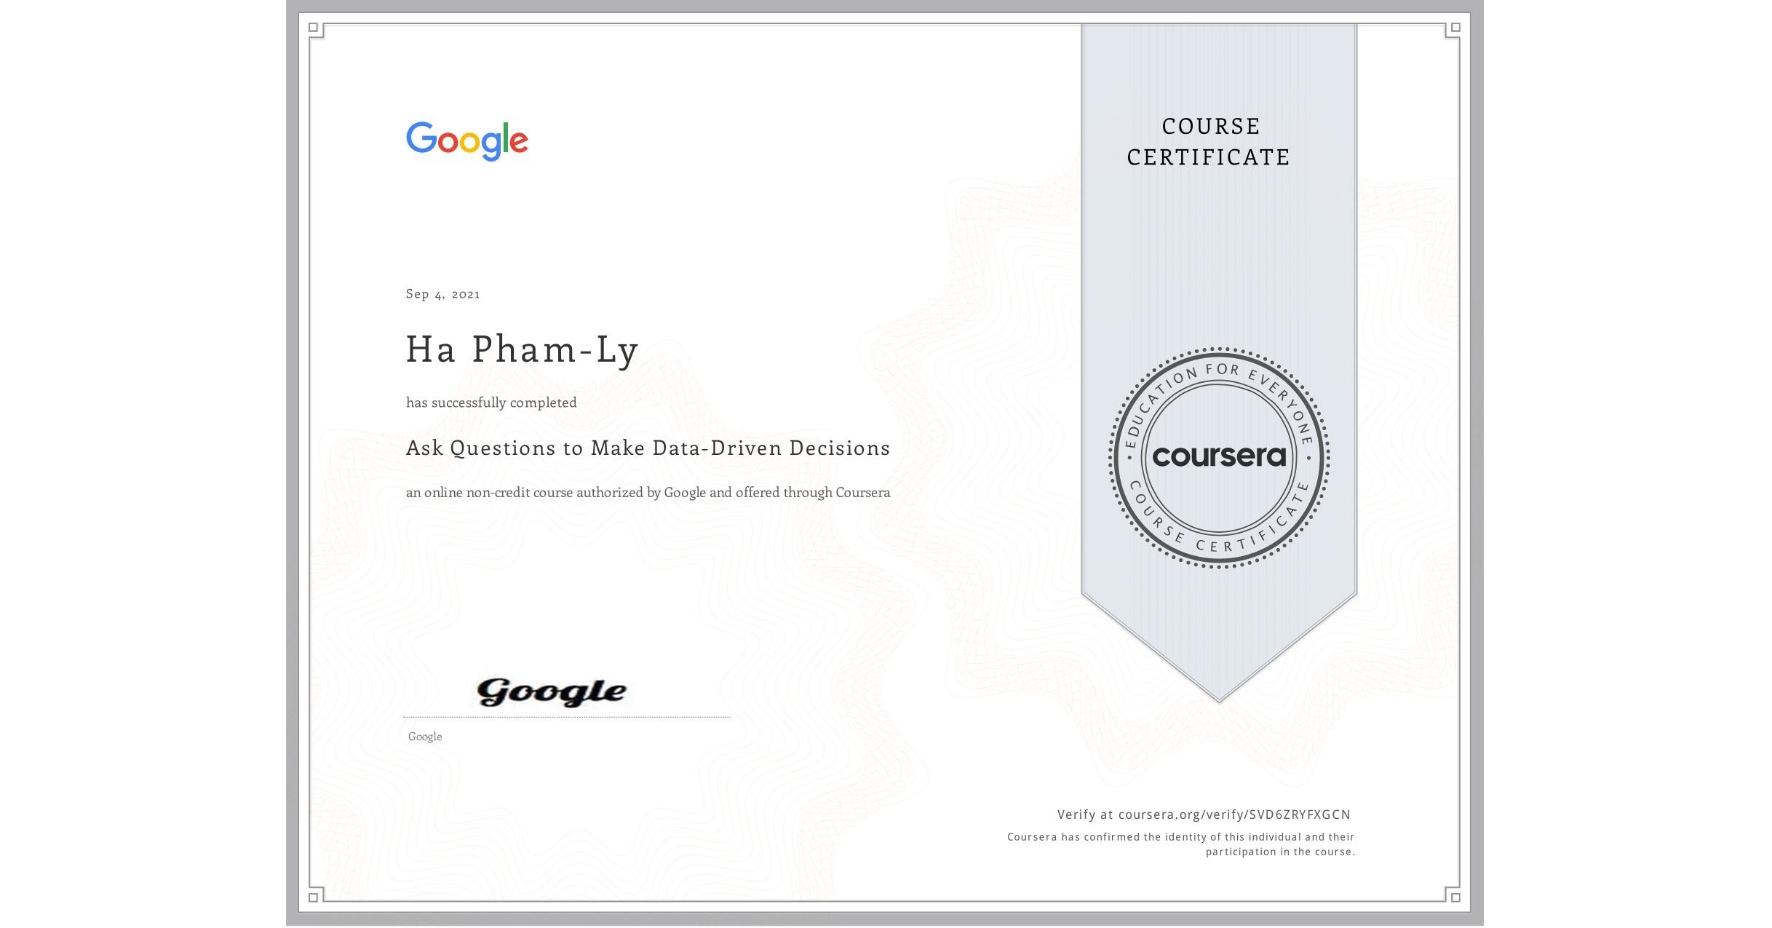 Google
COURSE
CERTIFICATE
Sep 4, 2021
Ha Pham-Ly
has successfully completed
Ask Questions to Make Data-Driven Decisions
an online non-credit course authorized by Google and offered through Coursera
EDUCATION FOR EVERYONE
coursera
COURSE CERTIFICATE
Google
Google
Verify at coursera.org/verify/SVD6ZRYFXGCN
Coursera has confirmed the identity of this individual and their
participation in the course.